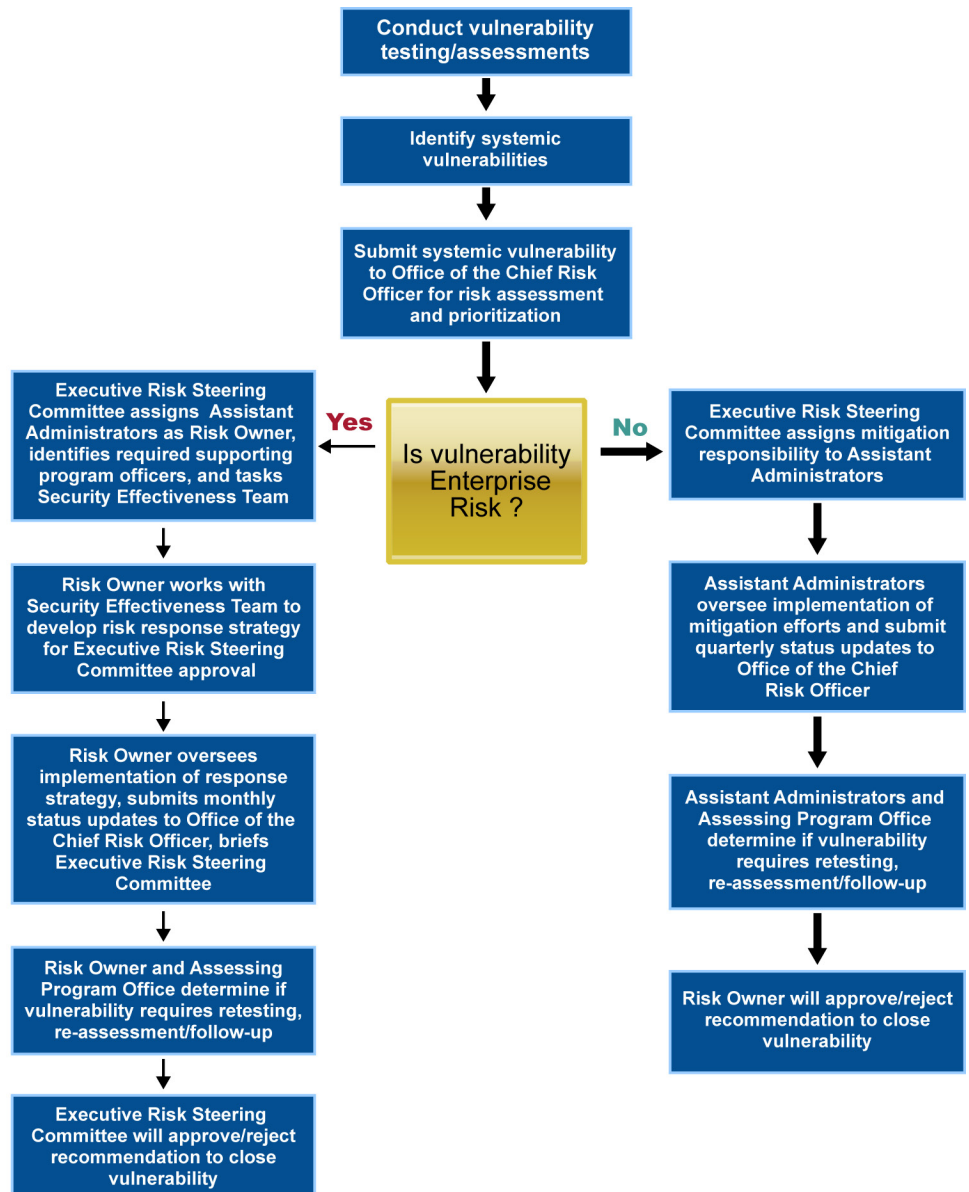 Conduct vulnerability
testing/assessments
Identify systemic
vulnerabilities
Submit systemic vulnerability
to Office of the Chief Risk
Officer for risk assessment
and prioritization
Is vulnerability
Enterprise
Risk ?
Yes
Executive Risk Steering
Committee assigns Assistant
Administrators as Risk Owner,
identifies required supporting
program officers, and tasks
Security Effectiveness Team
Risk Owner works with
Security Effectiveness Team to
develop risk response strategy
for Executive Risk Steering
Committee approval
Risk Owner oversees
implementation of response
strategy, submits monthly
status updates to Office of the
Chief Risk Officer, briefs
Executive Risk Steering
Committee
Risk Owner and Assessing
Program Office determine if
vulnerability requires retesting,
re-assessment/follow-up
Executive Risk Steering
Committee will approve/reject
recommendation to close
vulnerability
No
Executive Risk Steering
Committee assigns mitigation
responsibility to Assistant
Administrators
Assistant Administrators
oversee implementation of
mitigation efforts and submit
quarterly status updates to
Office of the Chief
Risk Officer
Assistant Administrators and
Assessing Program Office
determine if vulnerability
requires retesting,
re-assessment/follow-up
Risk Owner will approve/reject
recommendation to close
vulnerability